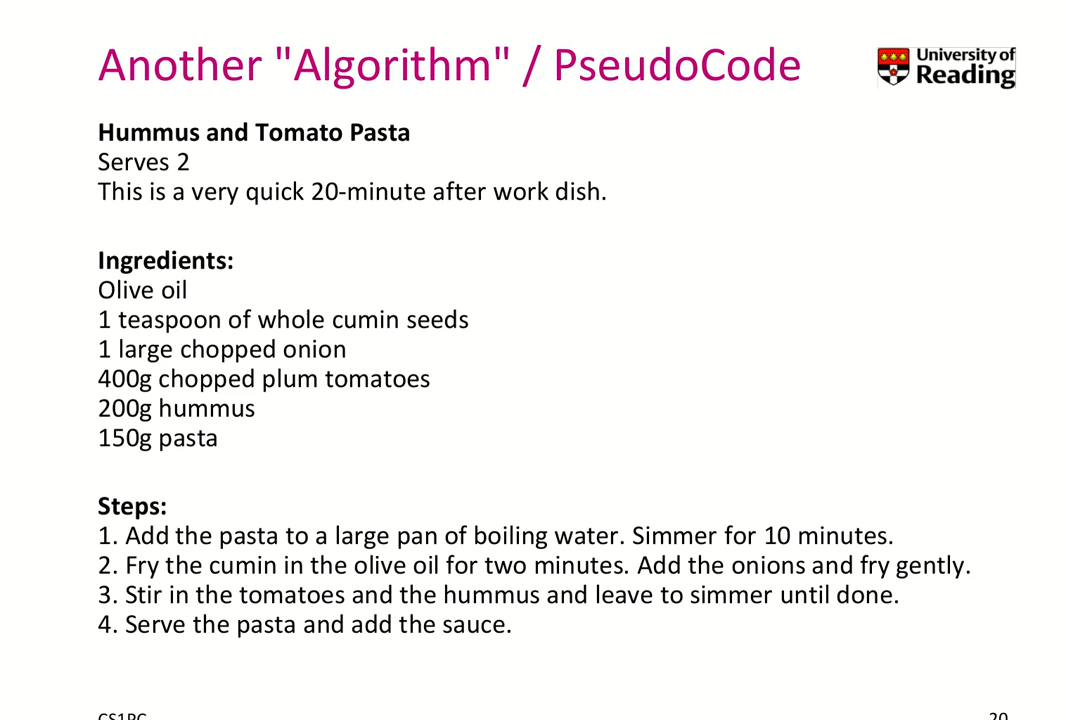 Another "Algorithm" / PseudoCode
University of
Reading
Hummus and Tomato Pasta
Serves 2
This is a very quick 20-minute after work dish.
Ingredients:
Olive oil
1 teaspoon of whole cumin seeds
1 large chopped onion
400g chopped plum tomatoes
200g hummus
150g pasta
Steps:
1. Add the pasta to a large pan of boiling water. Simmer for 10 minutes.
2. Fry the cumin in the olive oil for two minutes. Add the onions and fry gently.
3. Stir in the tomatoes and the hummus and leave to simmer until done.
4. Serve the pasta and add the sauce.
20